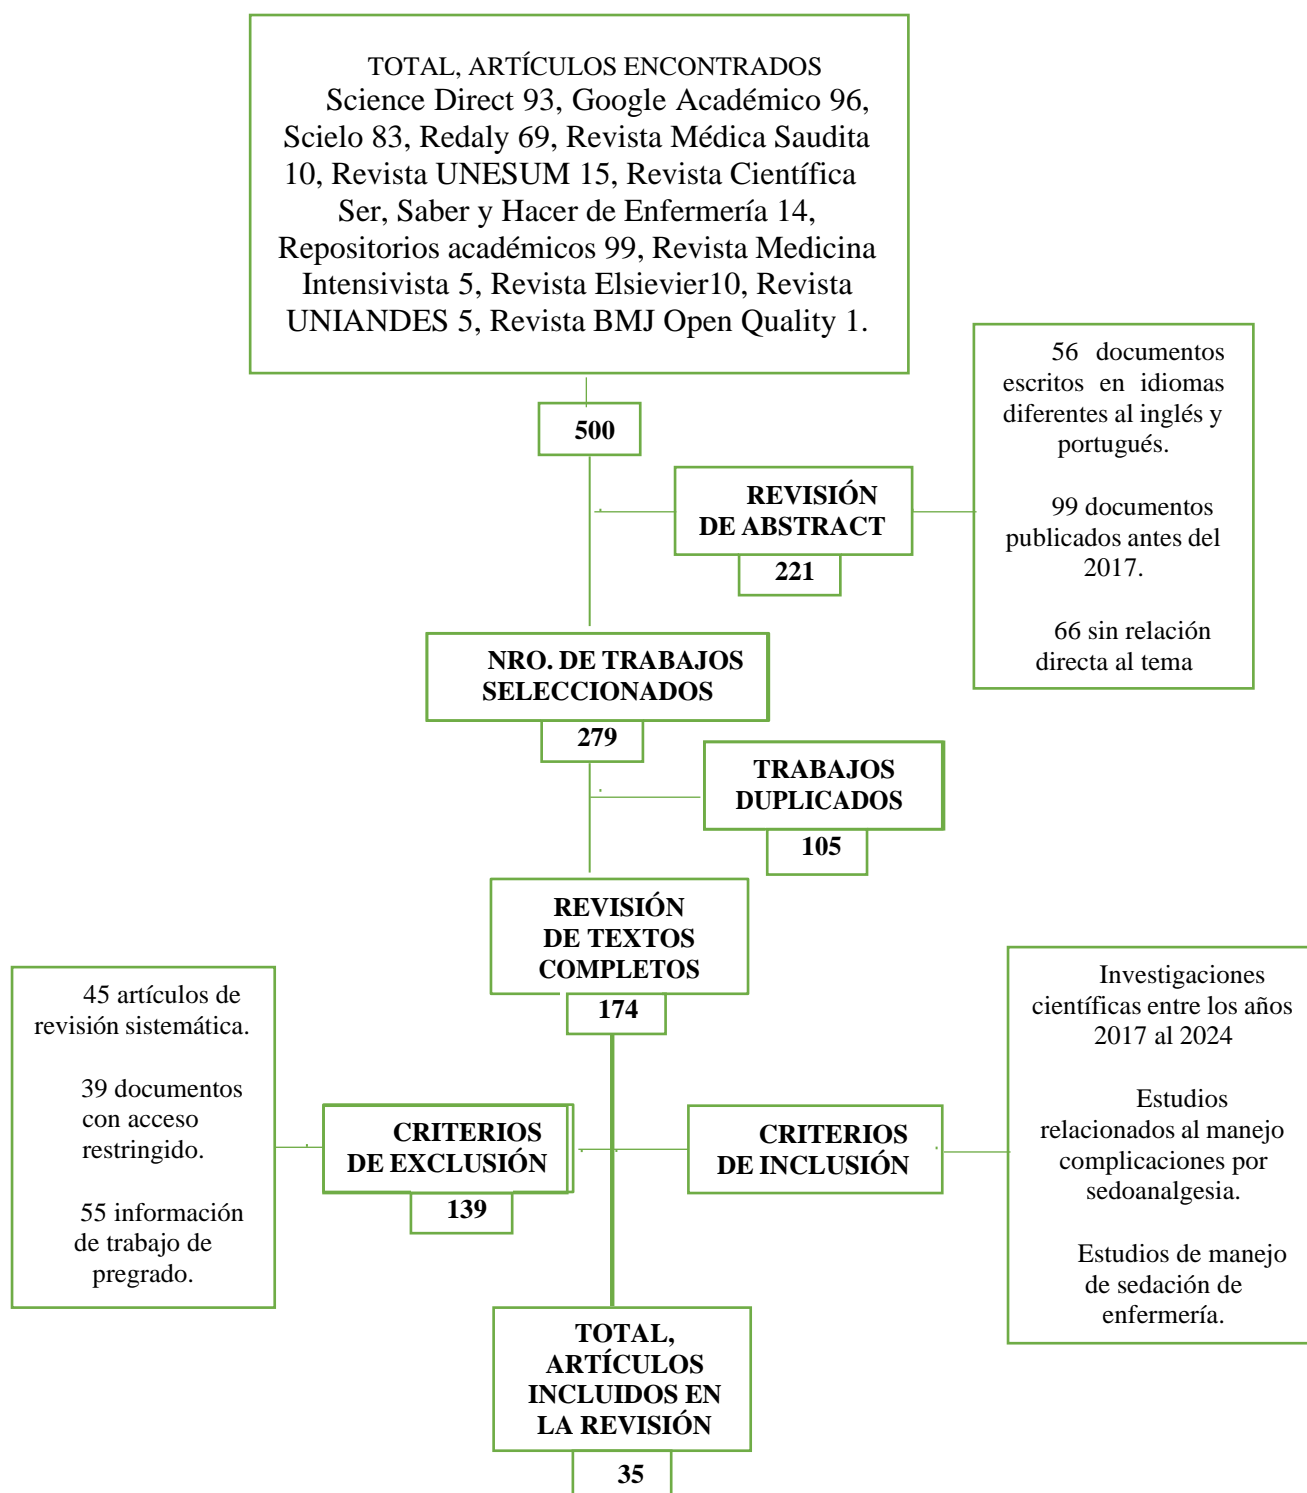 TOTAL, ARTÍCULOS ENCONTRADOS
Science Direct 93, Google Académico 96,
Scielo 83, Redaly 69, Revista Médica Saudita
10, Revista UNESUM 15, Revista Científica
Ser, Saber y Hacer de Enfermería 14,
Repositorios académicos 99, Revista Medicina
Intensivista 5, Revista Elsievier10, Revista
UNIANDES 5, Revista BMJ Open Quality 1.
500
REVISIÓN
DE ABSTRACT
221
56 documentos
escritos en idiomas
diferentes al inglés y
portugués.
99 documentos
publicados antes del
2017.
66 sin relación
directa al tema
NRO. DE TRABAJOS
SELECCIONADOS
279
TRABAJOS
DUPLICADOS
105
REVISIÓN
DE TEXTOS
COMPLETOS
174
45 artículos de
revisión sistemática.
39 documentos
con acceso
restringido.
55 información
de trabajo de
pregrado.
CRITERIOS
DE EXCLUSIÓN
139
CRITERIOS
DE INCLUSIÓN
Investigaciones
científicas entre los años
2017 al 2024
Estudios
relacionados al manejo
complicaciones por
sedoanalgesia.
Estudios de manejo
de sedación de
enfermería.
TOTAL,
ARTÍCULOS
INCLUIDOS EN
LA REVISIÓN
35